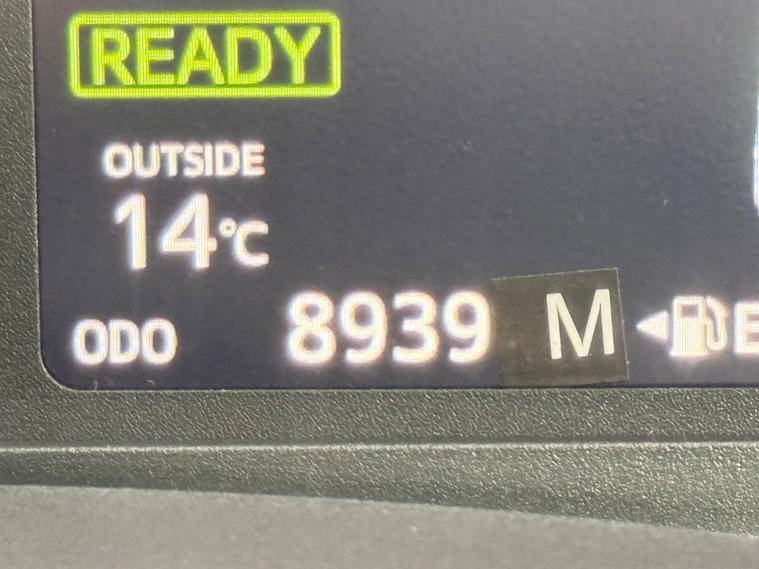 READY
OUTSIDE
14°C
ODO 8939 M E